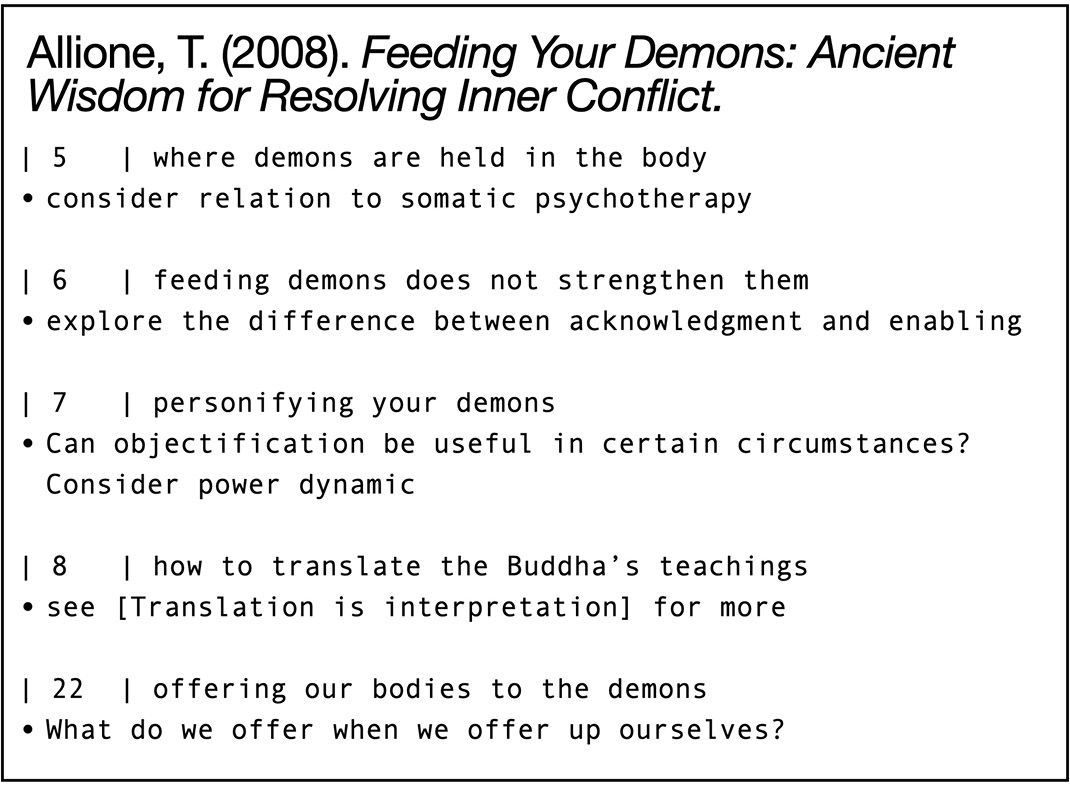 Allione, T. (2008). Feeding Your Demons: Ancient
Wisdom for Resolving Inner Conflict.
| 5 | where demons are held in the body
• consider relation to somatic psychotherapy
| 6 | feeding demons does not strengthen them
• explore the difference between acknowledgment and enabling
| 7 | personifying your demons
• Can objectification be useful in certain circumstances?
Consider power dynamic
| 8 | how to translate the Buddha’s teachings
• see [Translation is interpretation] for more
| 22 | offering our bodies to the demons
• What do we offer when we offer up ourselves?